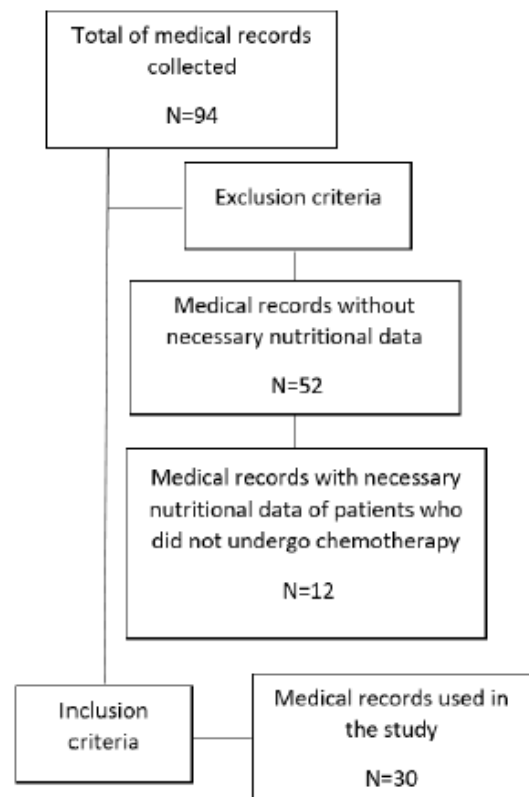 Total of medical records
collected
N=94
Exclusion criteria
Medical records without
necessary nutritional data
N=52
Medical records with necessary
nutritional data of patients who
did not undergo chemotherapy
N=12
Inclusion
criteria
Medical records used in
the study
N=30